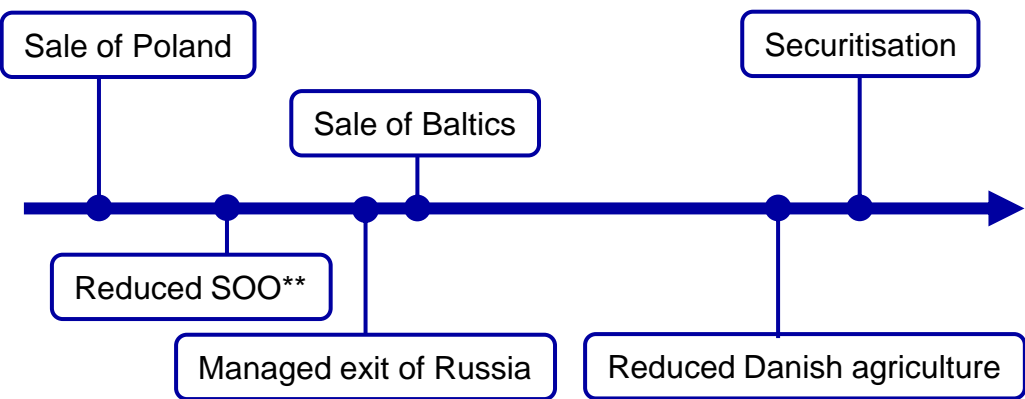 Sale of Poland
Securitisation
Sale of Baltics
Reduced SOO**
Managed exit of Russia
Reduced Danish agriculture